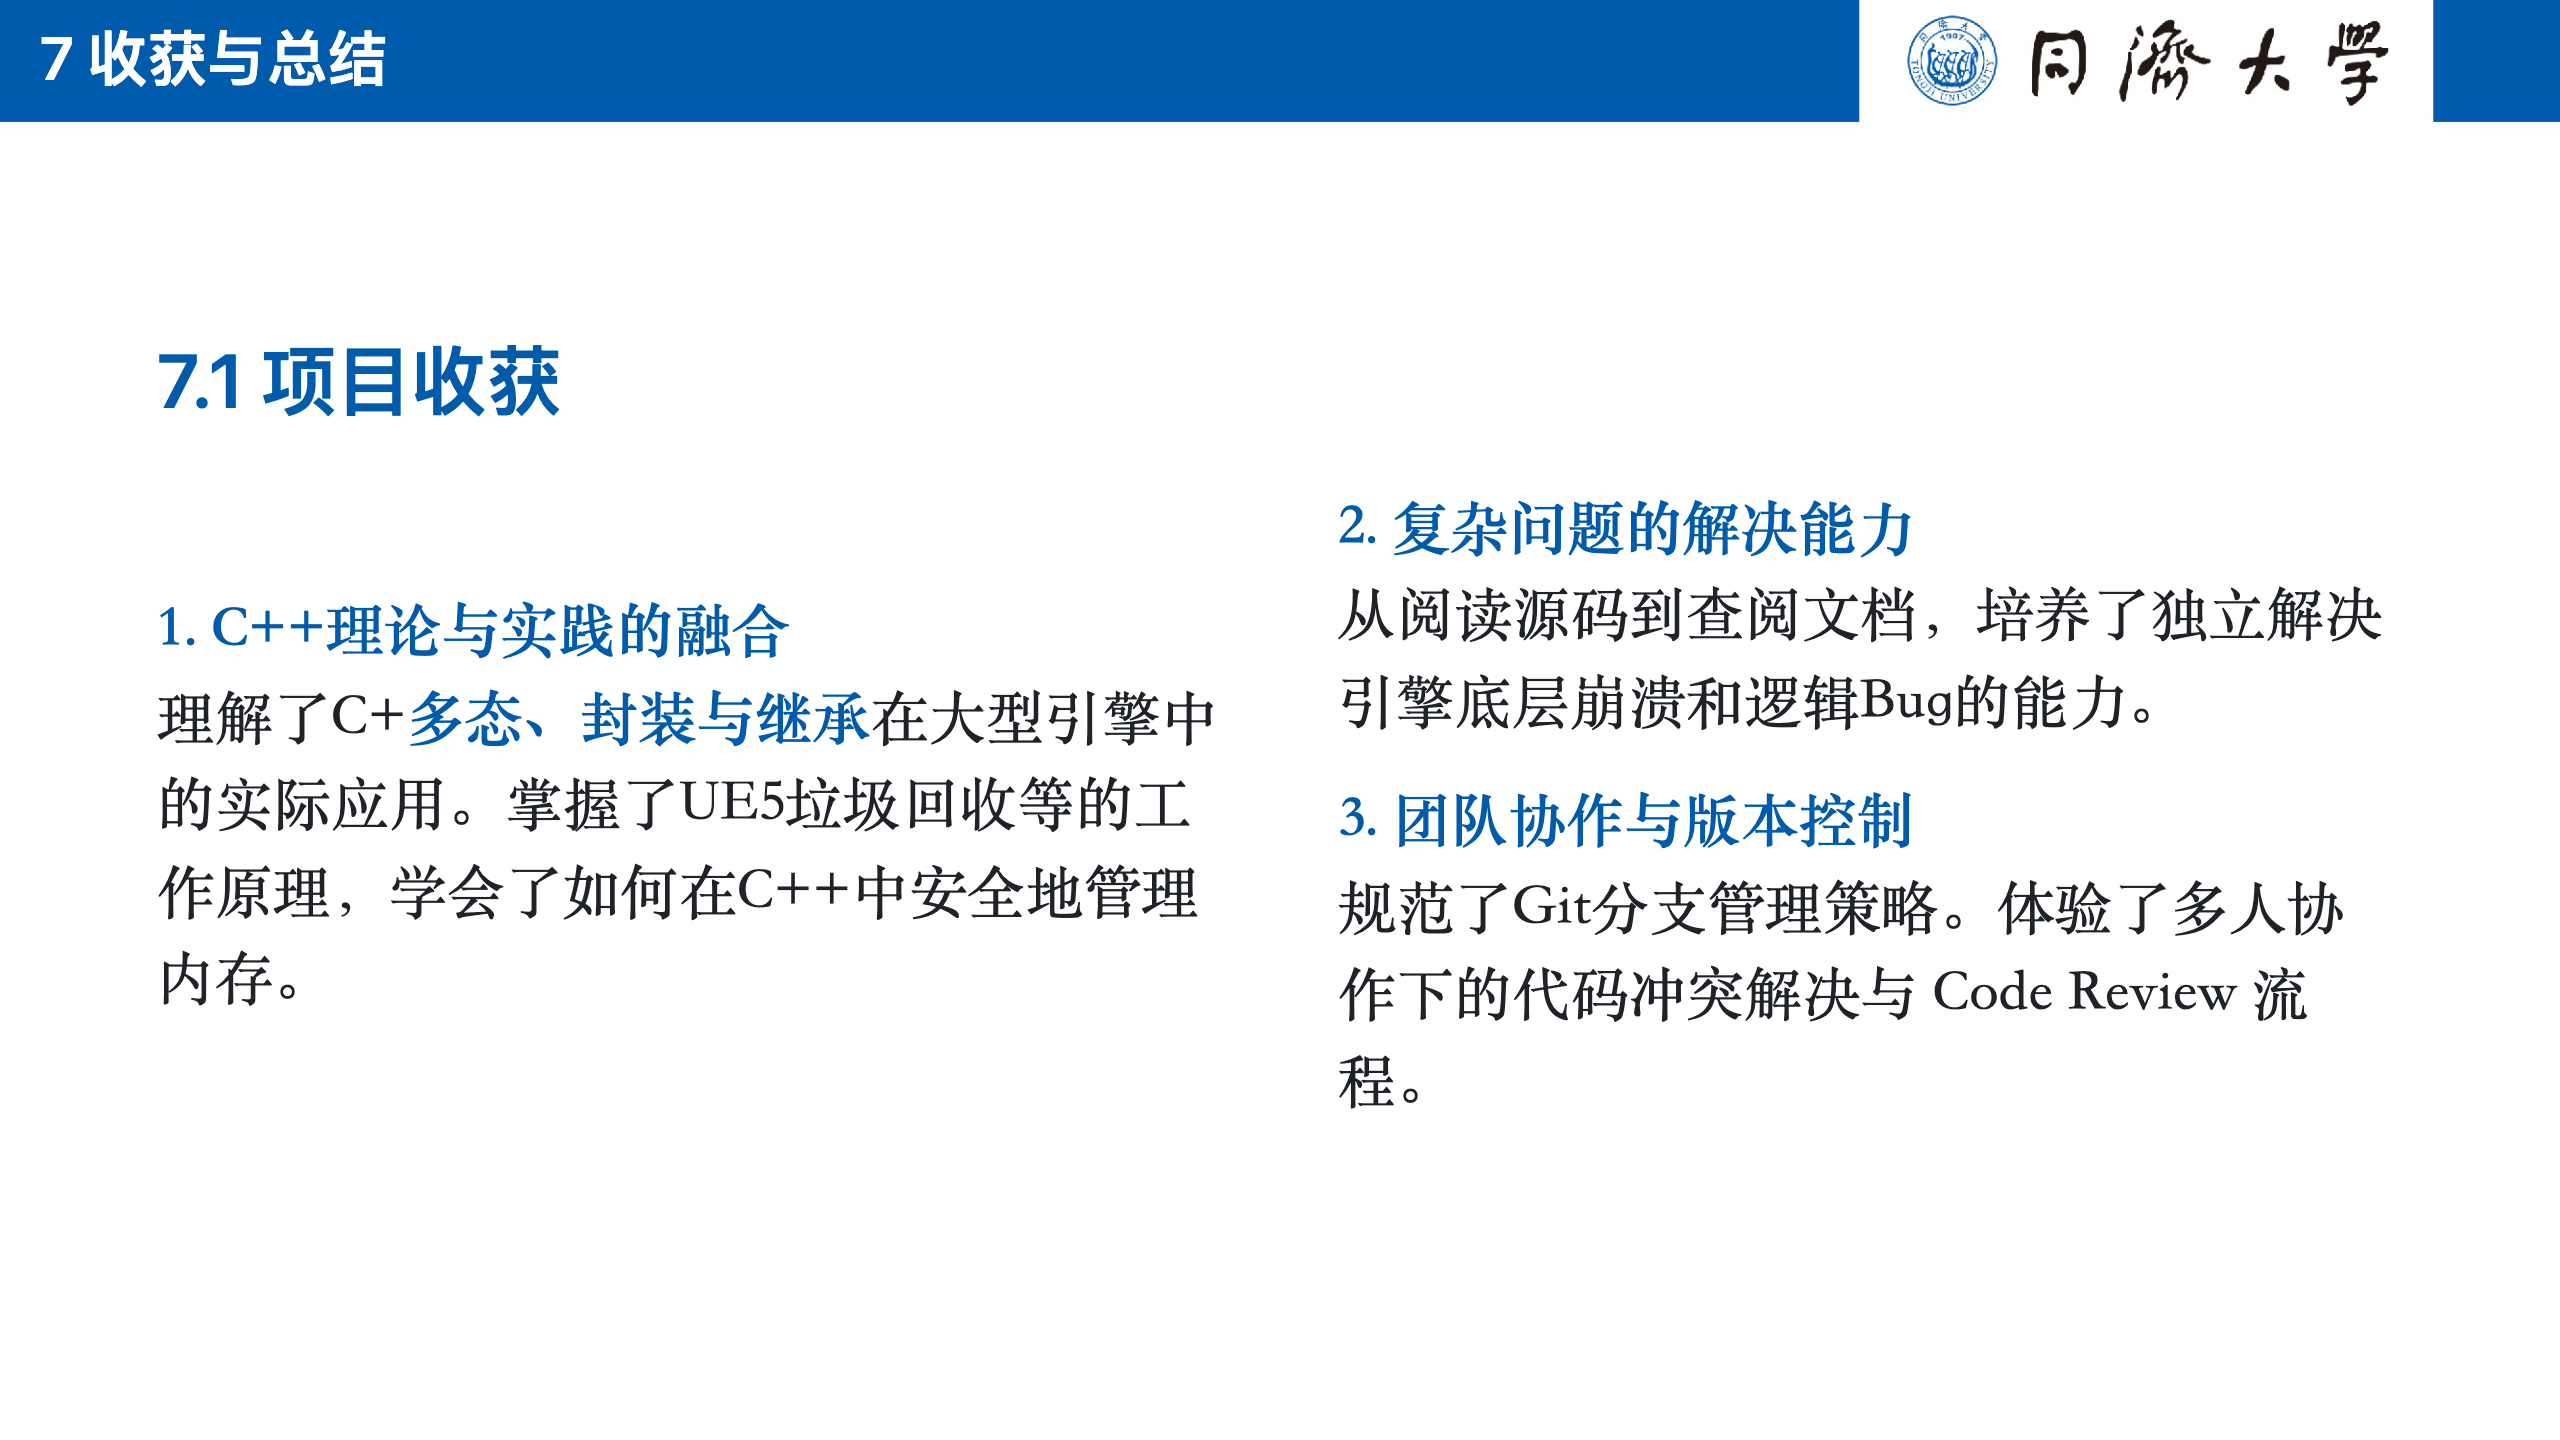 7 收获与总结
同濟大學
1907
TONGJI UNIVERSITY
7.1 项目收获
1. C++理论与实践的融合
理解了C+多态、封装与继承在大型引擎中
的实际应用。掌握了UE5垃圾回收等的工
作原理，学会了如何在C++中安全地管理
内存。
2. 复杂问题的解决能力
从阅读源码到查阅文档，培养了独立解决
引擎底层崩溃和逻辑Bug的能力。
3. 团队协作与版本控制
规范了Git分支管理策略。体验了多人协
作下的代码冲突解决与 Code Review 流
程。